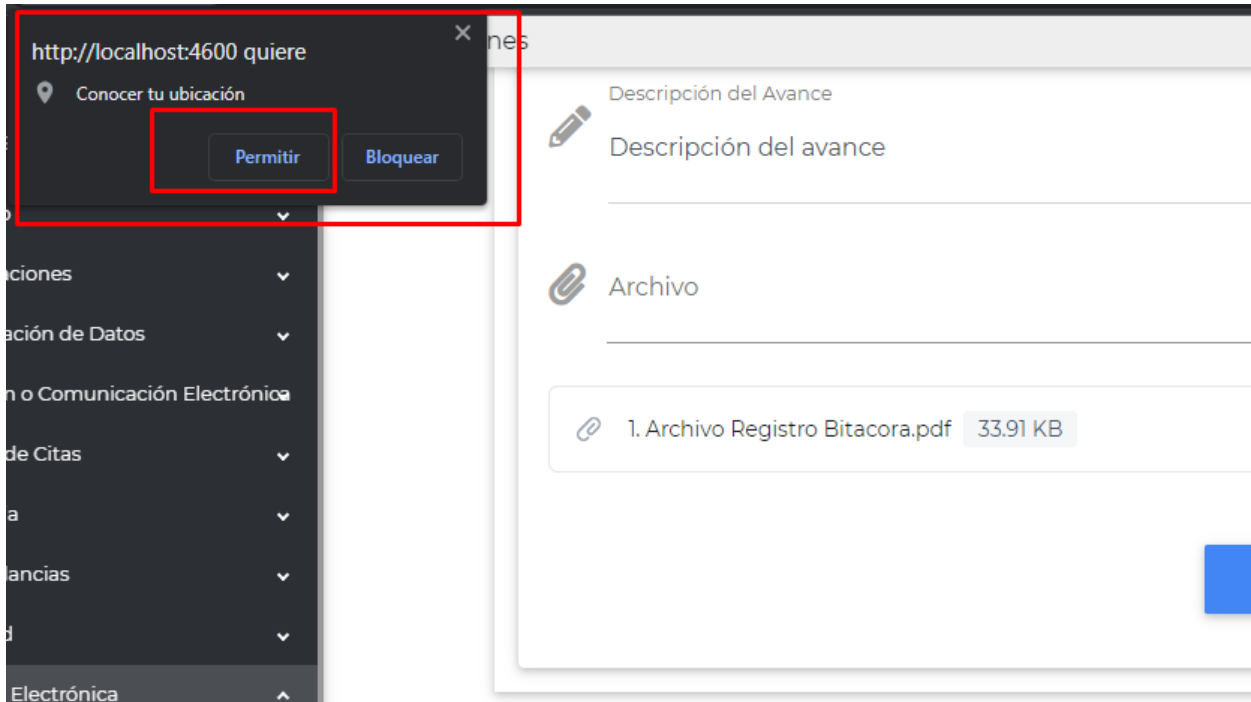 http://localhost:4600 quiere
Conocer tu ubicación
Permitir Bloquear
nes
Descripción del Avance
Descripción del avance
Archivo
1. Archivo Registro Bitacora.pdf 33.91 KB
aciones
ación de Datos
n o Comunicación Electrónica
de Citas
a
lancias
d
Electrónica